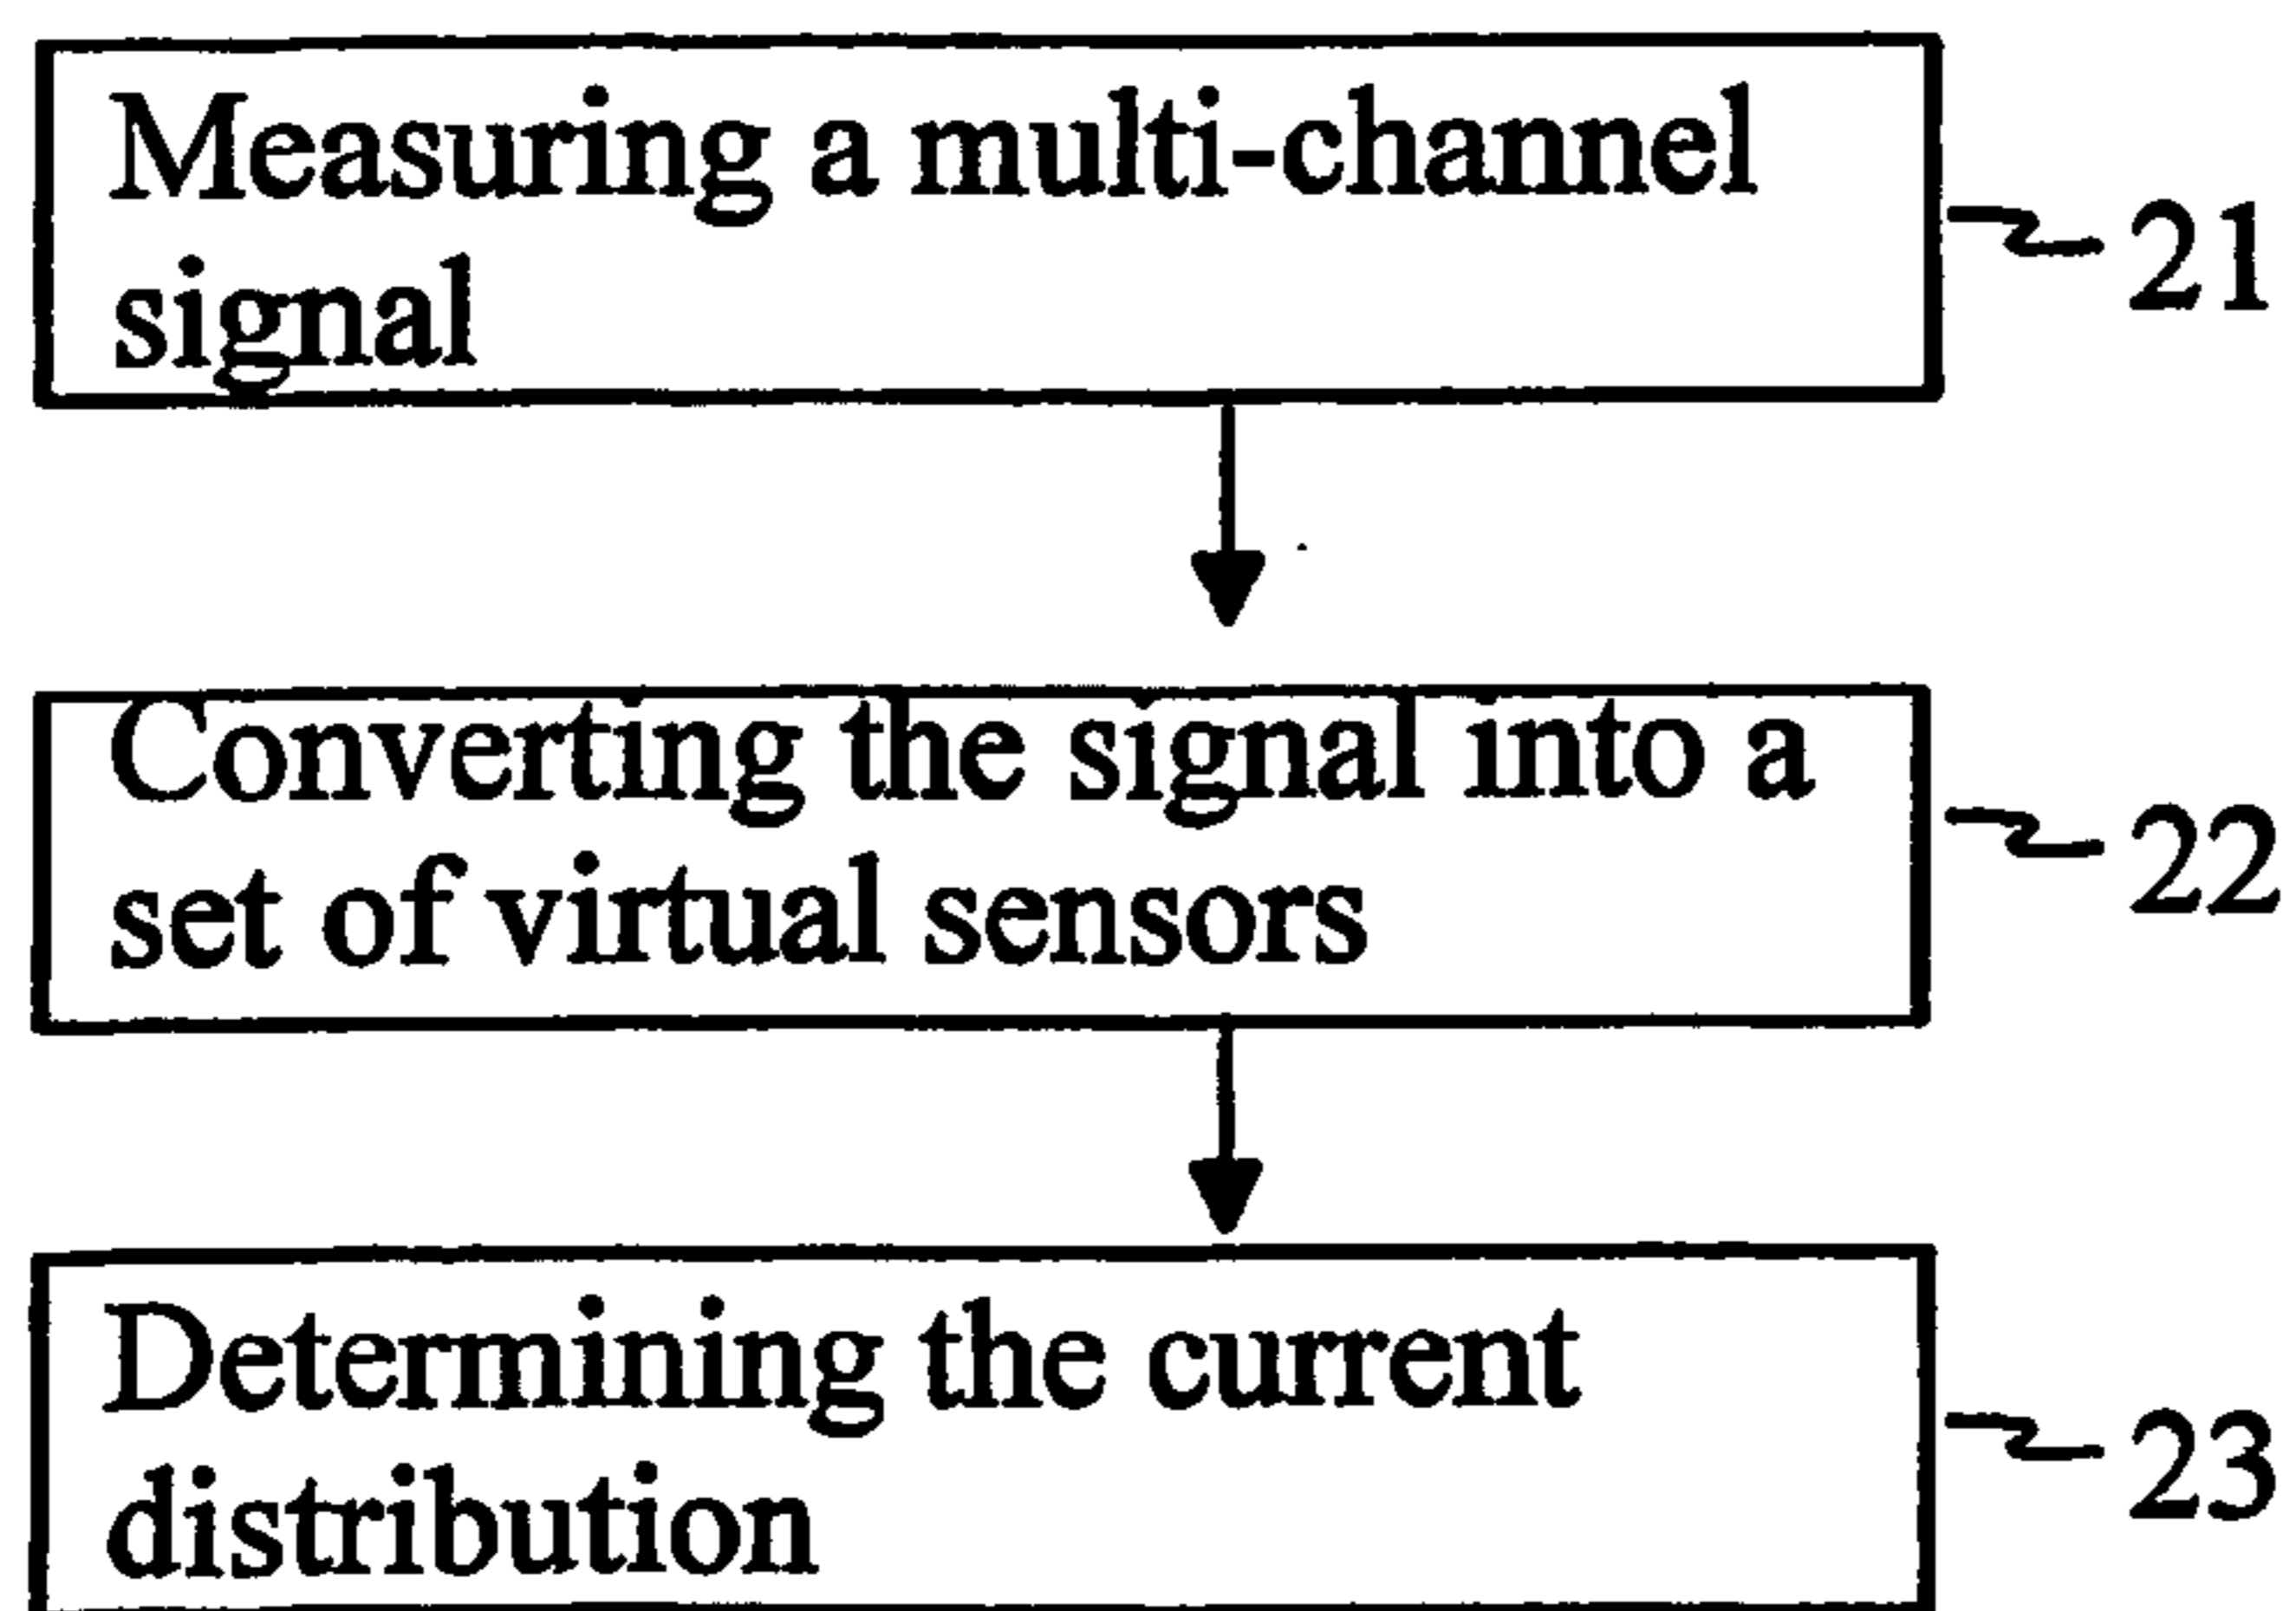 Measuring a multi-channel
signal
21
Converting the signal into a
set of virtual sensors
22
Determining the current
distribution
23